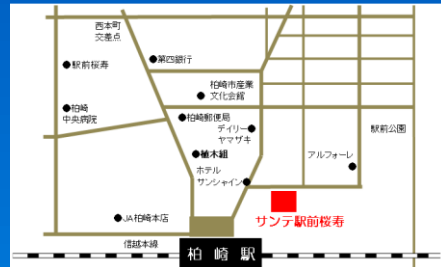 西本町
交差点
●第四銀行
●駅前桜寿
柏崎市産業
文化会館
●柏崎
中央病院
●柏崎郵便局
デイリー
ヤマザキ
駅前公園
●植木組
アルフォーレ
ホテル
サンシャイン
●JA柏崎本店
サンテ駅前桜寿
信越本線
柏崎駅